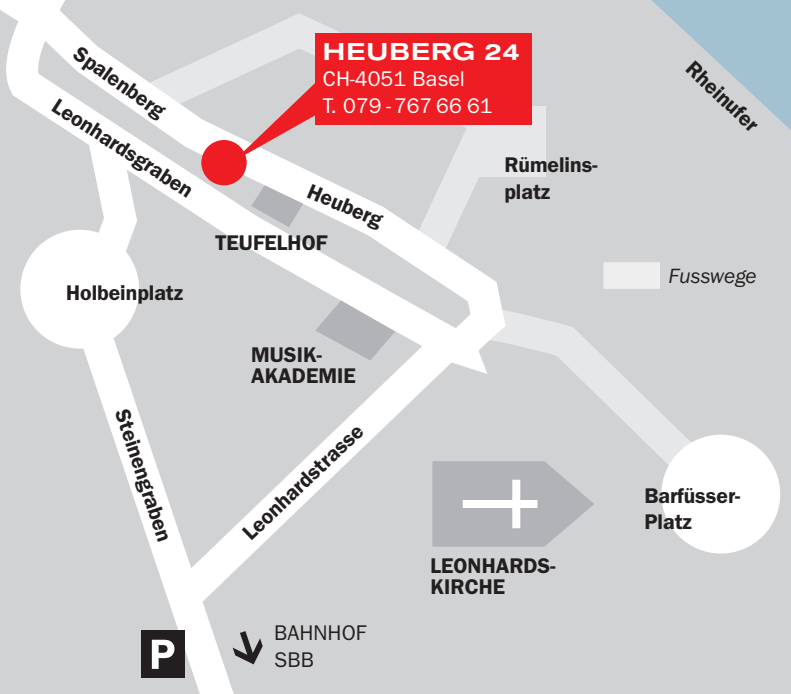 HEUBERG 24
CH-4051 Basel
T. 079-767 66 61
Spalenberg
Rheinufer
Leonhardsgraben
Rümelins-
platz
Heuberg
TEUFELHOF
Fusswege
Holbeinplatz
MUSIK-
AKADEMIE
Steinengraben
Leonhardstrasse
Barfüsser-
Platz
LEONHARDS-
KIRCHE
P
BAHNHOF
SBB